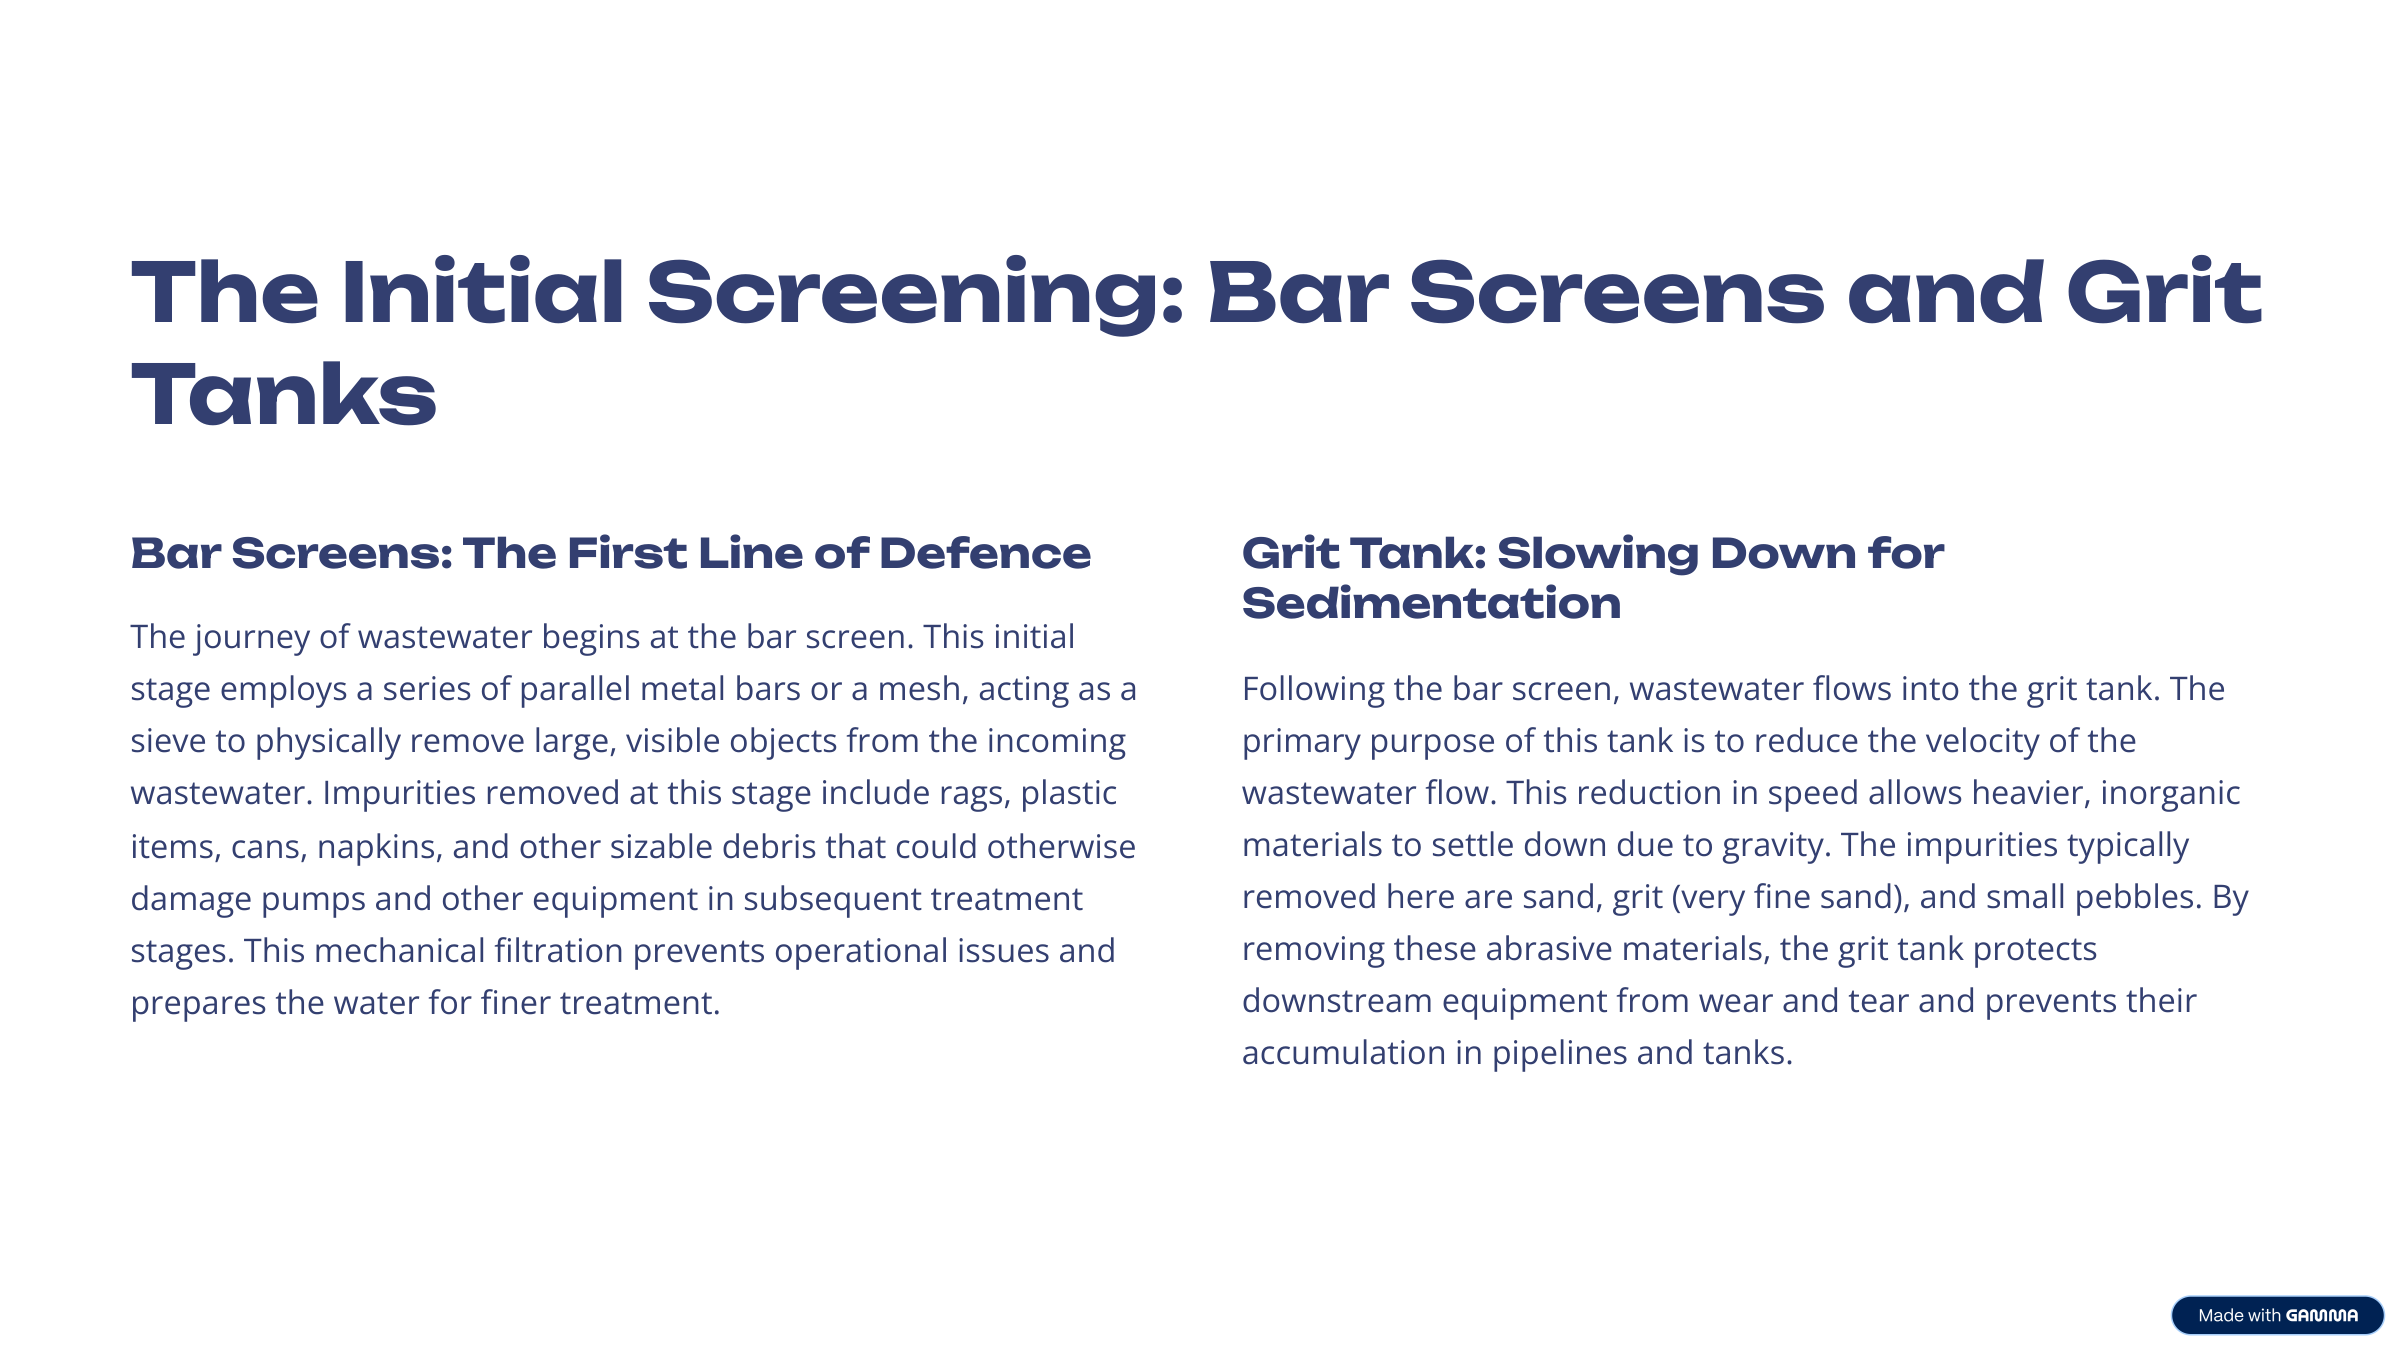 The Initial Screening: Bar Screens and Grit
Tanks
Bar Screens: The First Line of Defence
The journey of wastewater begins at the bar screen. This initial
stage employs a series of parallel metal bars or a mesh, acting as a
sieve to physically remove large, visible objects from the incoming
wastewater. Impurities removed at this stage include rags, plastic
items, cans, napkins, and other sizable debris that could otherwise
damage pumps and other equipment in subsequent treatment
stages. This mechanical filtration prevents operational issues and
prepares the water for finer treatment.
Grit Tank: Slowing Down for
Sedimentation
Following the bar screen, wastewater flows into the grit tank. The
primary purpose of this tank is to reduce the velocity of the
wastewater flow. This reduction in speed allows heavier, inorganic
materials to settle down due to gravity. The impurities typically
removed here are sand, grit (very fine sand), and small pebbles. By
removing these abrasive materials, the grit tank protects
downstream equipment from wear and tear and prevents their
accumulation in pipelines and tanks.
Made with GAMMA